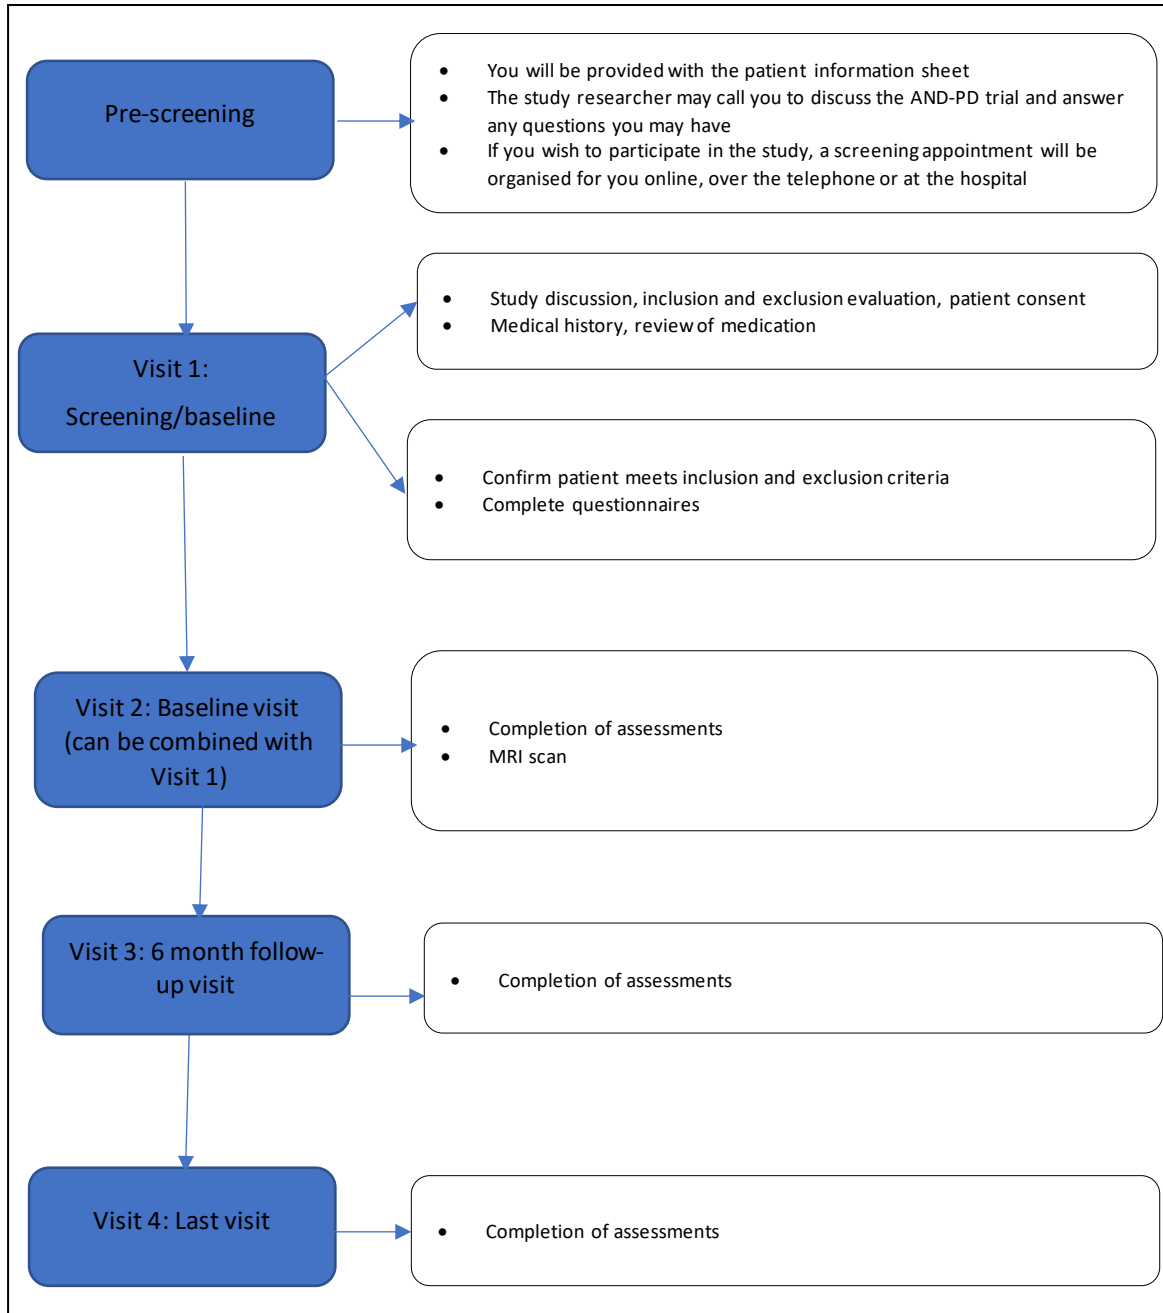 Pre-screening
• You will be provided with the patient information sheet
• The study researcher may call you to discuss the AND-PD trial and answer
any questions you may have
• If you wish to participate in the study, a screening appointment will be
organised for you online, over the telephone or at the hospital
Visit 1:
Screening/baseline
• Study discussion, inclusion and exclusion evaluation, patient consent
• Medical history, review of medication
• Confirm patient meets inclusion and exclusion criteria
• Complete questionnaires
Visit 2: Baseline visit
(can be combined with
Visit 1)
• Completion of assessments
• MRI scan
Visit 3: 6 month follow-
up visit
• Completion of assessments
Visit 4: Last visit
• Completion of assessments